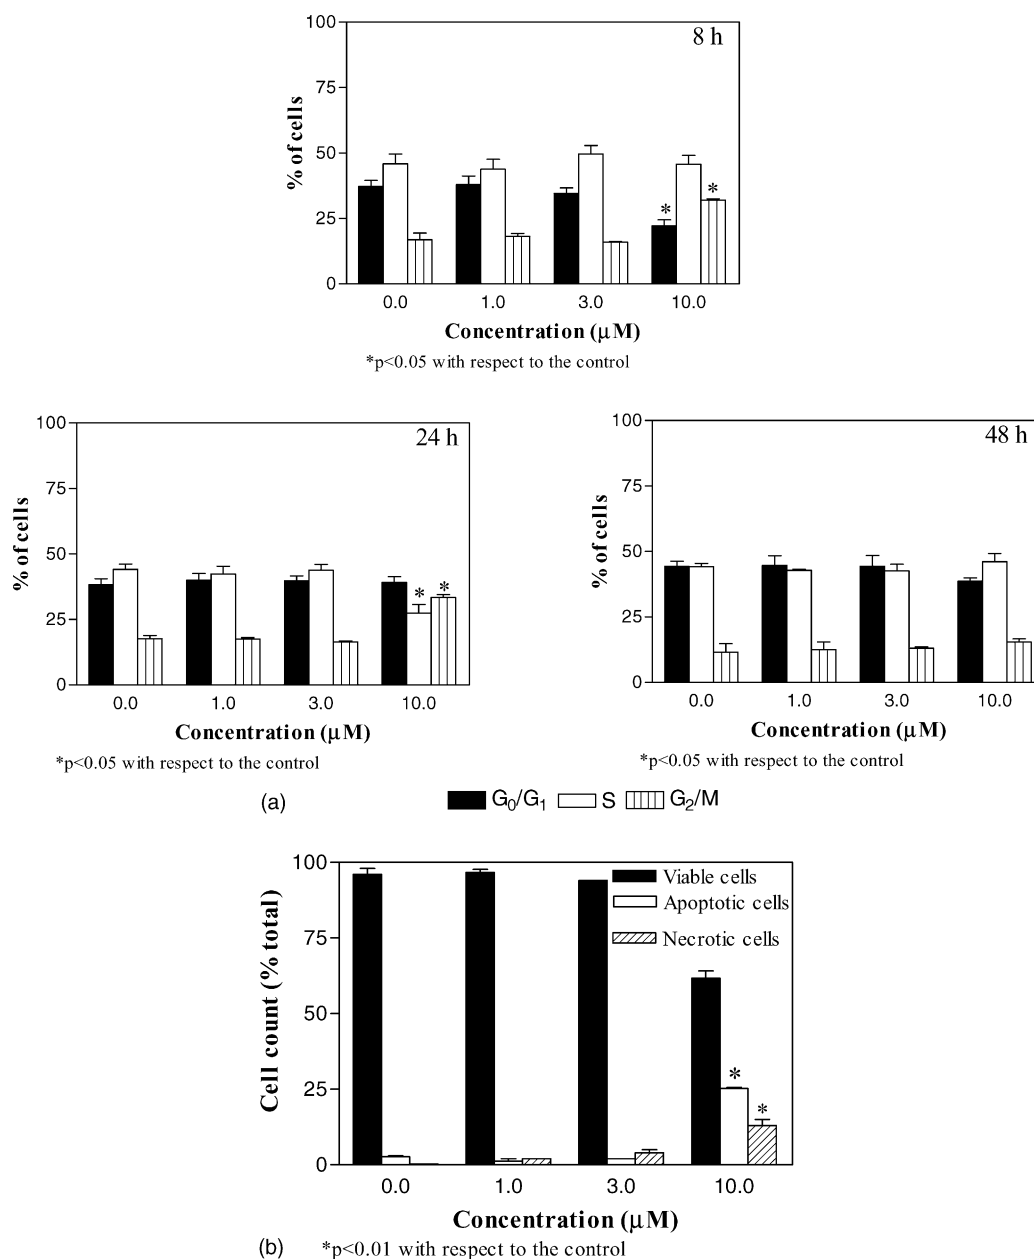 100
75
50
25
0
% of cells
8 h
*
*
0.0 1.0 3.0 10.0
Concentration (μM)
*p<0.05 with respect to the control
100
75
50
25
0
% of cells
24 h
*
*
0.0 1.0 3.0 10.0
Concentration (μM)
*p<0.05 with respect to the control
100
75
50
25
0
% of cells
48 h
0.0 1.0 3.0 10.0
Concentration (μM)
*p<0.05 with respect to the control
(a)
G₀/G₁ S G₂/M
100
75
50
25
0
Cell count (% total)
Viable cells
Apoptotic cells
Necrotic cells
*
*
0.0 1.0 3.0 10.0
Concentration (μM)
(b) *p<0.01 with respect to the control